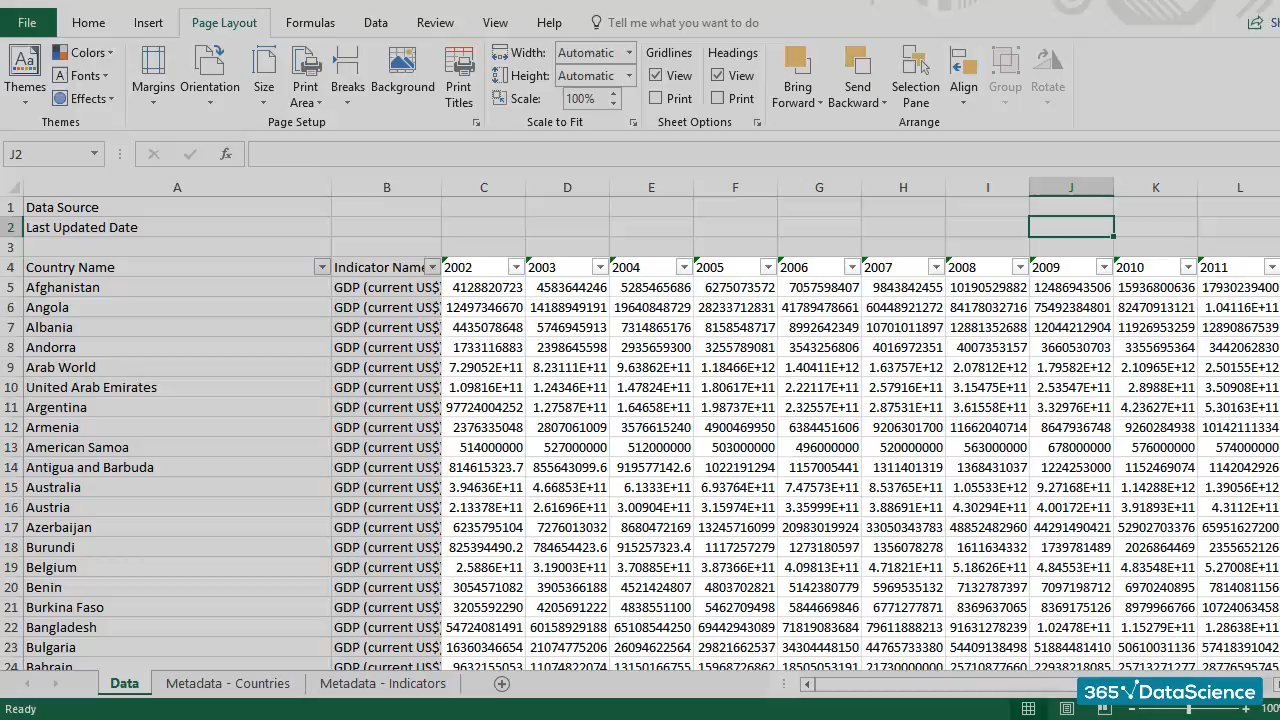 File Home Insert Page Layout Formulas Data Review View Help Tell me what you want to do
Themes Colors Fonts Effects Margins Orientation Size Print Area Breaks Background Print Titles Width: Automatic Height: Automatic Scale: 100% Gridlines View Print Headings View Print Bring Forward Send Backward Selection Pane Align Group Rotate
Themes Page Setup Scale to Fit Sheet Options Arrange
J2 fx
A B C D E F G H I J K L
1 Data Source
2 Last Updated Date
3
4 Country Name Indicator Name 2002 2003 2004 2005 2006 2007 2008 2009 2010 2011
5 Afghanistan GDP (current US$) 4128820723 4583644246 5285465686 6275073572 7057598407 9843842455 10190529882 12486943506 15936800636 17930239400
6 Angola GDP (current US$) 12497346670 14188949191 19640848729 28233712831 41789478661 60448921272 84178032716 75492384801 82470913121 1.04116E+11
7 Albania GDP (current US$) 4435078648 5746945913 7314865176 8158548717 8992642349 10701011897 12881352688 12044212904 11926953259 12890867539
8 Andorra GDP (current US$) 1733116883 2398645598 2935659300 3255789081 3543256806 4016972351 4007353157 3660530703 3355695364 3442062830
9 Arab World GDP (current US$) 7.29052E+11 8.23111E+11 9.63862E+11 1.18466E+12 1.40411E+12 1.63757E+12 2.07812E+12 1.79582E+12 2.10965E+12 2.50155E+12
10 United Arab Emirates GDP (current US$) 1.09816E+11 1.24346E+11 1.47824E+11 1.80617E+11 2.22117E+11 2.57916E+11 3.15475E+11 2.53547E+11 2.8988E+11 3.50908E+11
11 Argentina GDP (current US$) 97724004252 1.27587E+11 1.64658E+11 1.98737E+11 2.32557E+11 2.87531E+11 3.61558E+11 3.32976E+11 4.23627E+11 5.30163E+11
12 Armenia GDP (current US$) 2376335048 2807061009 3576615240 4900469950 6384451606 9206301700 11662040714 8647936748 9260284938 10142111334
13 American Samoa GDP (current US$) 514000000 527000000 512000000 503000000 496000000 520000000 563000000 678000000 576000000 574000000
14 Antigua and Barbuda GDP (current US$) 814615323.7 855643099.6 919577142.6 1022191294 1157005441 1311401319 1368431037 1224253000 1152469074 1142042926
15 Australia GDP (current US$) 3.94636E+11 4.66853E+11 6.1333E+11 6.93764E+11 7.47573E+11 8.53765E+11 1.05533E+12 9.27168E+11 1.14288E+12 1.39056E+12
16 Austria GDP (current US$) 2.13378E+11 2.61696E+11 3.00904E+11 3.15974E+11 3.35999E+11 3.88691E+11 4.30294E+11 4.00172E+11 3.91893E+11 4.3112E+11
17 Azerbaijan GDP (current US$) 6235795104 7276013032 8680472169 13245716099 20983019924 33050343783 48852482960 44291490421 52902703376 65951627200
18 Burundi GDP (current US$) 825394490.2 784654423.6 915257323.4 1117257279 1273180597 1356078278 1611634332 1739781489 2026864469 2355652126
19 Belgium GDP (current US$) 2.5886E+11 3.19003E+11 3.70885E+11 3.87366E+11 4.09813E+11 4.71821E+11 5.18626E+11 4.84553E+11 4.83548E+11 5.27008E+11
20 Benin GDP (current US$) 3054571082 3905366188 4521424807 4803702821 5142380779 5969535132 7132787397 7097198712 6970240895 7814081156
21 Burkina Faso GDP (current US$) 3205592290 4205691222 4838551100 5462709498 5844669846 6771277871 8369637065 8369175126 8979966766 10724063458
22 Bangladesh GDP (current US$) 54724081491 60158929188 65108544250 69442943089 71819083684 79611888213 91631278239 1.02478E+11 1.15279E+11 1.28638E+11
23 Bulgaria GDP (current US$) 16360346654 21074775206 26094622564 29821662537 34304448150 44765733380 54409138498 51884481410 50610031136 57418391042
24 Bahrain GDP (current US$) 9632155053 11074822074 13150166755 15968726862 18505053191 21730000000 25710877660 22938218085 25713271277 28776595745
Data Metadata - Countries Metadata - Indicators
365 DataScience
Ready